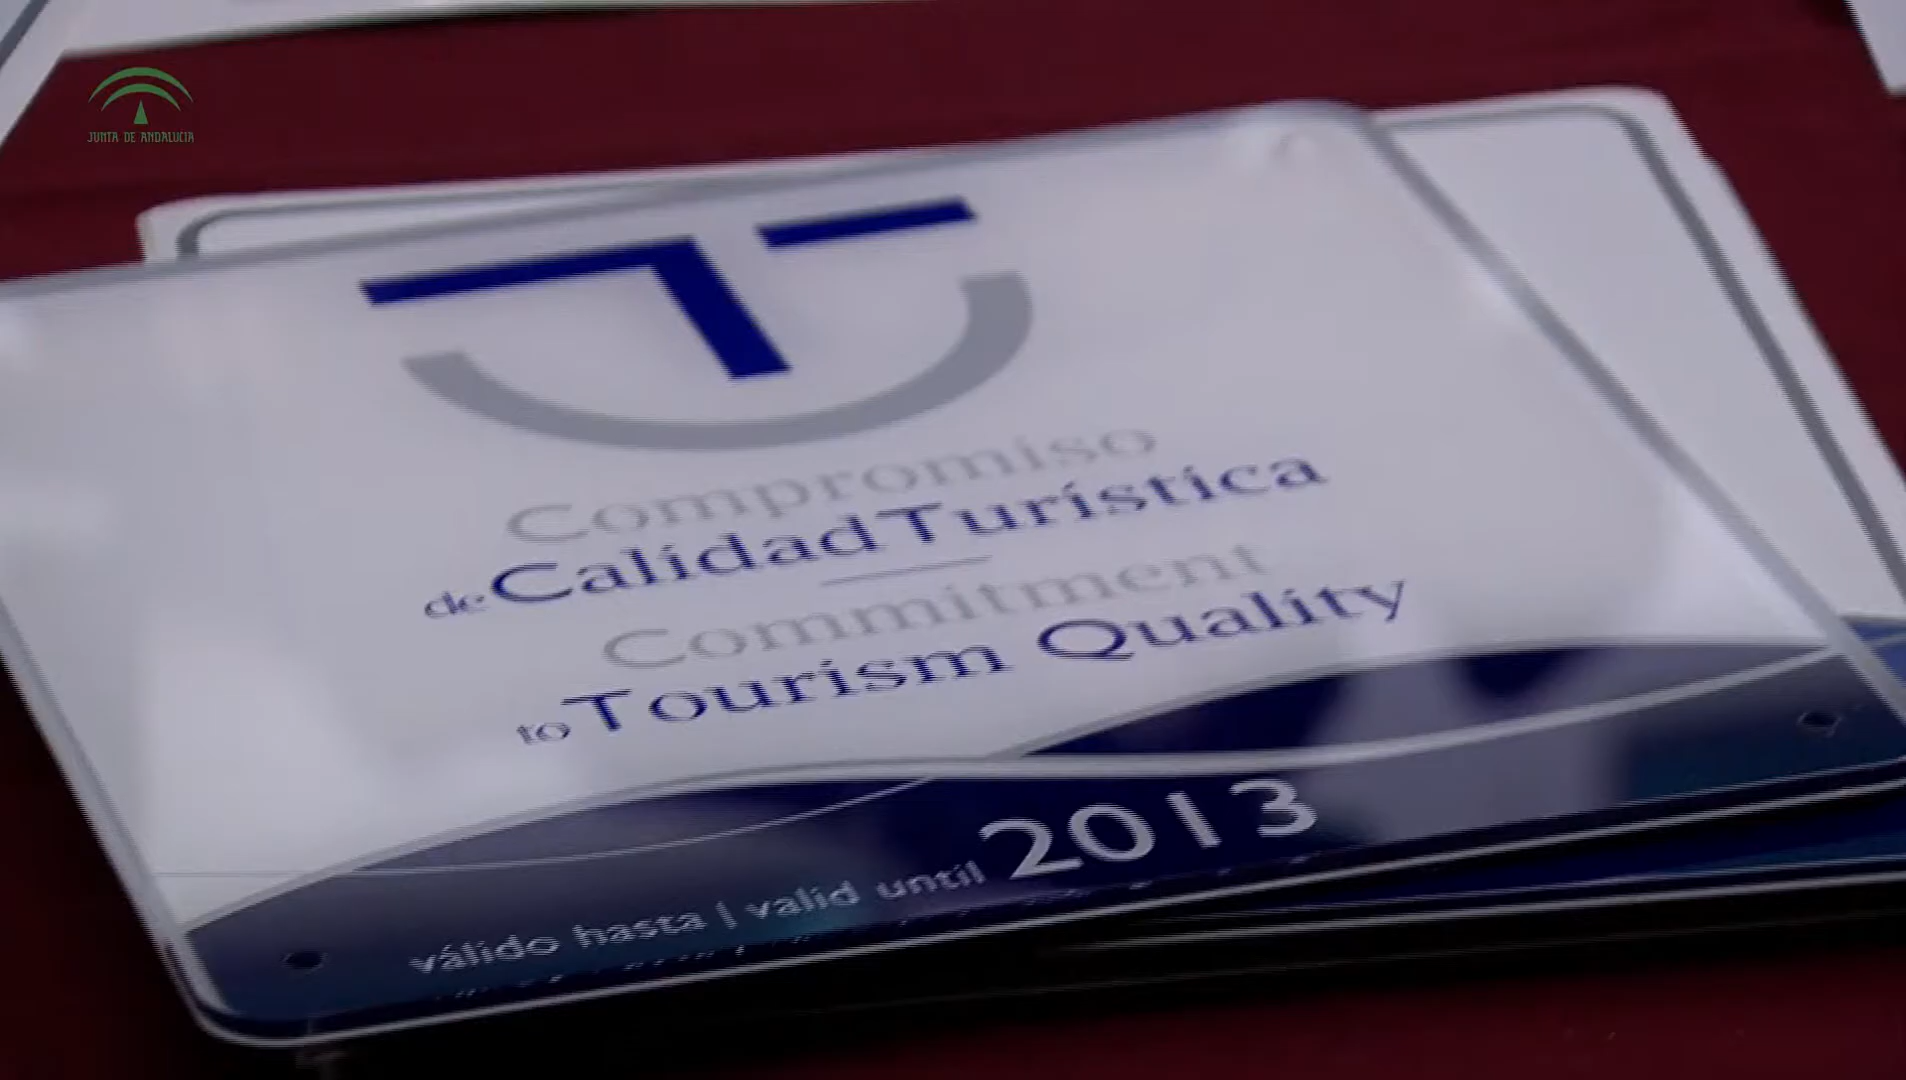 JUNTA DE ANDALUCIA
Compromiso
de Calidad Turística
Commitment
to Tourism Quality
válido hasta | valid until 2013